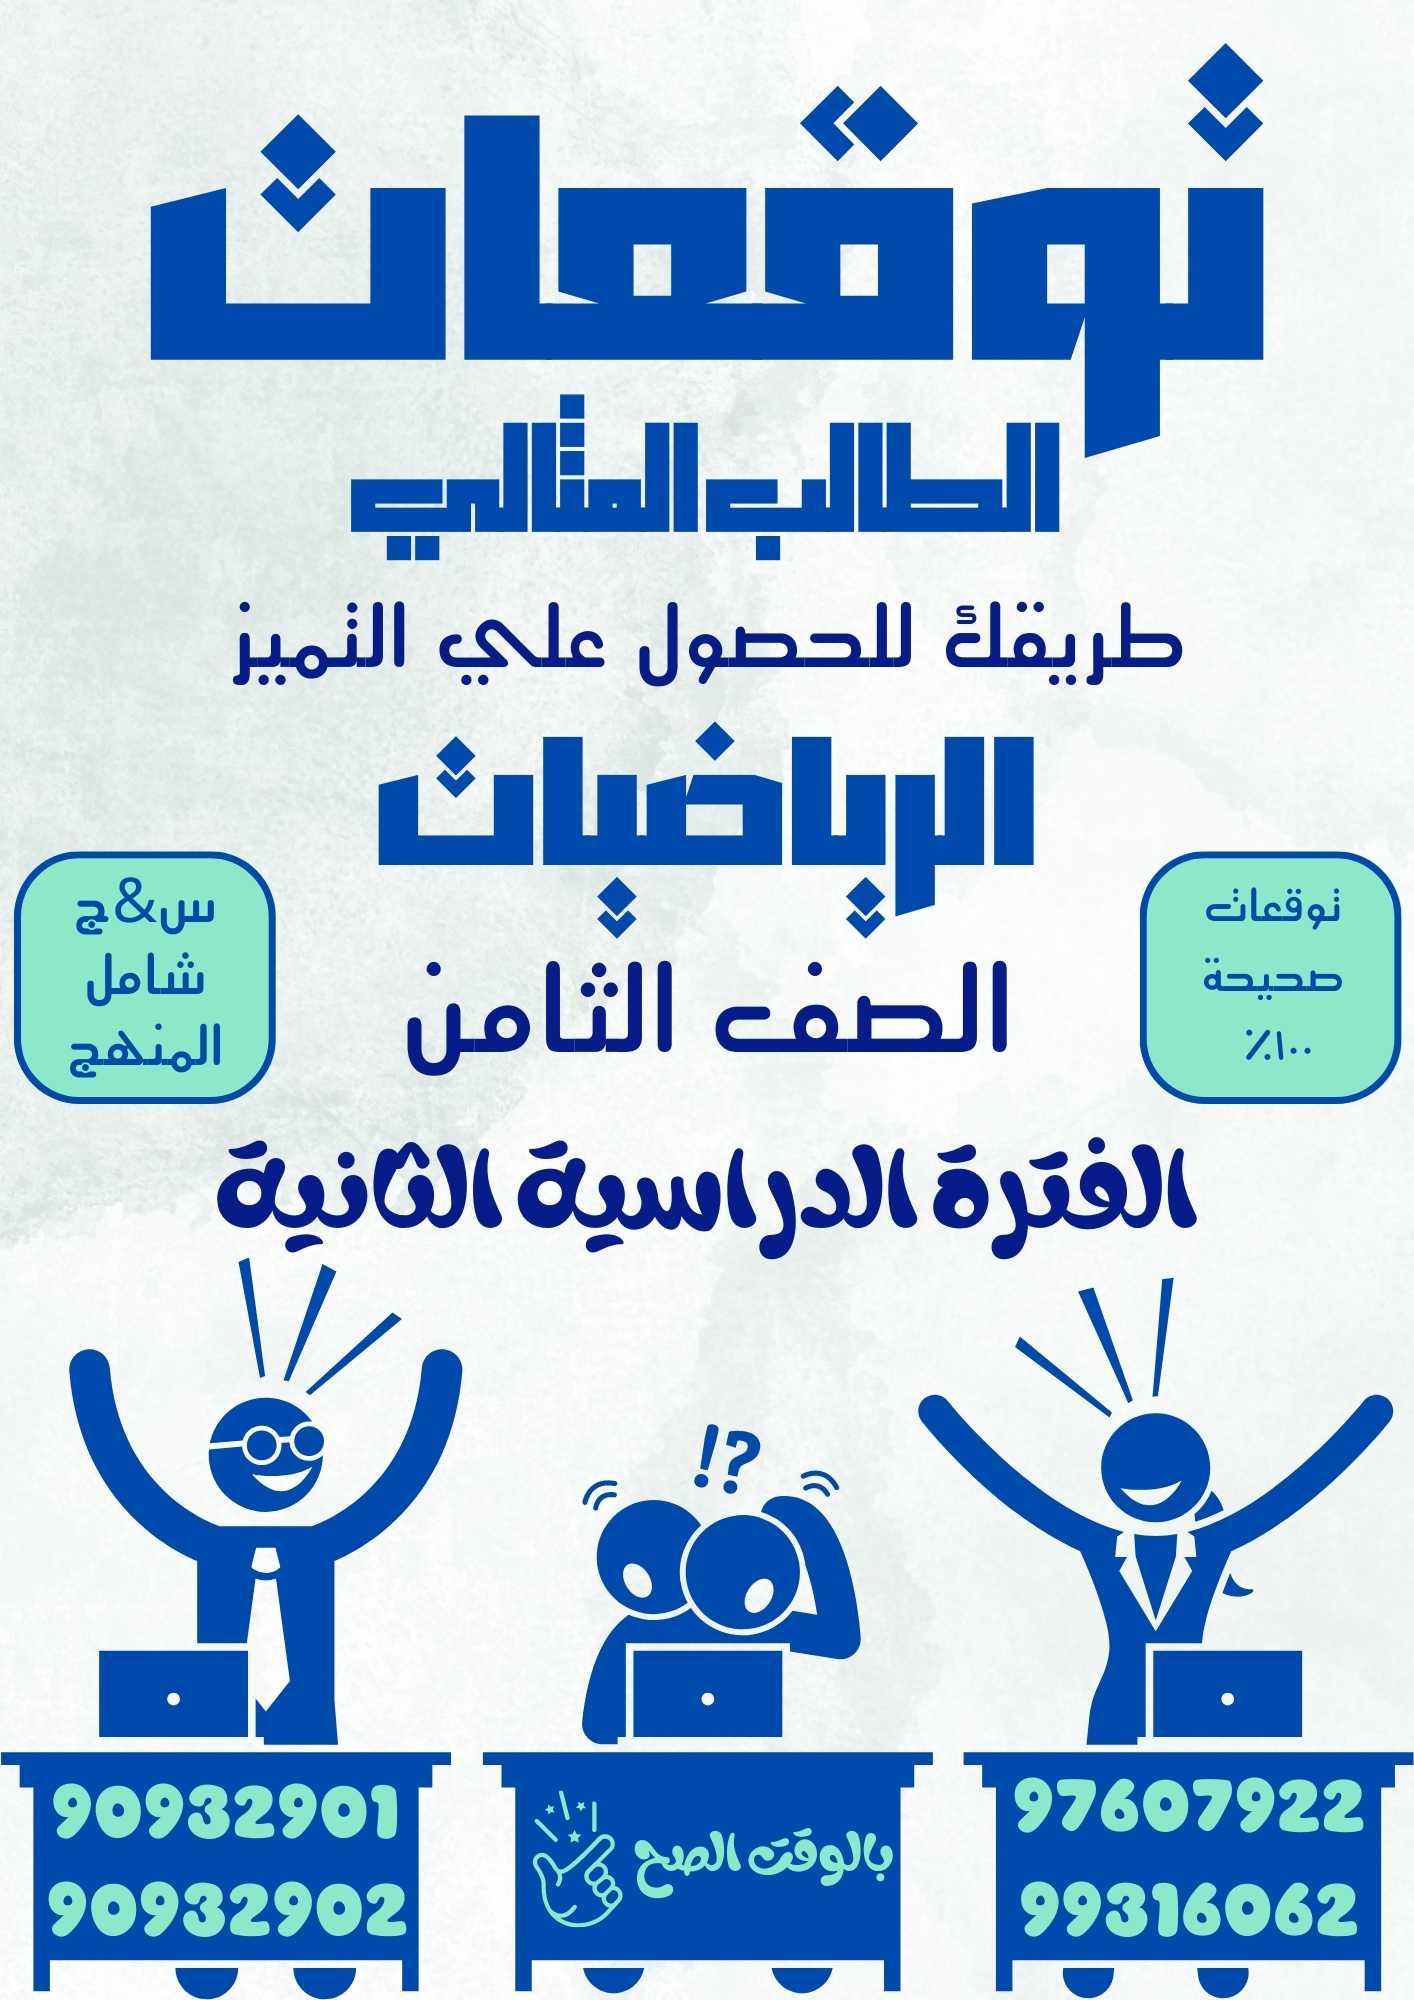 توقعات
الطالب المثالي
طريقك للحصول علي التميز
الرياضيات
الصف الثامن
توقعات
صحيحة
٪١٠٠
س&ج
شامل
المنهج
الفترة الدراسية الثانية
!?
97607922
99316062
بالوقت الصح
90932901
90932902